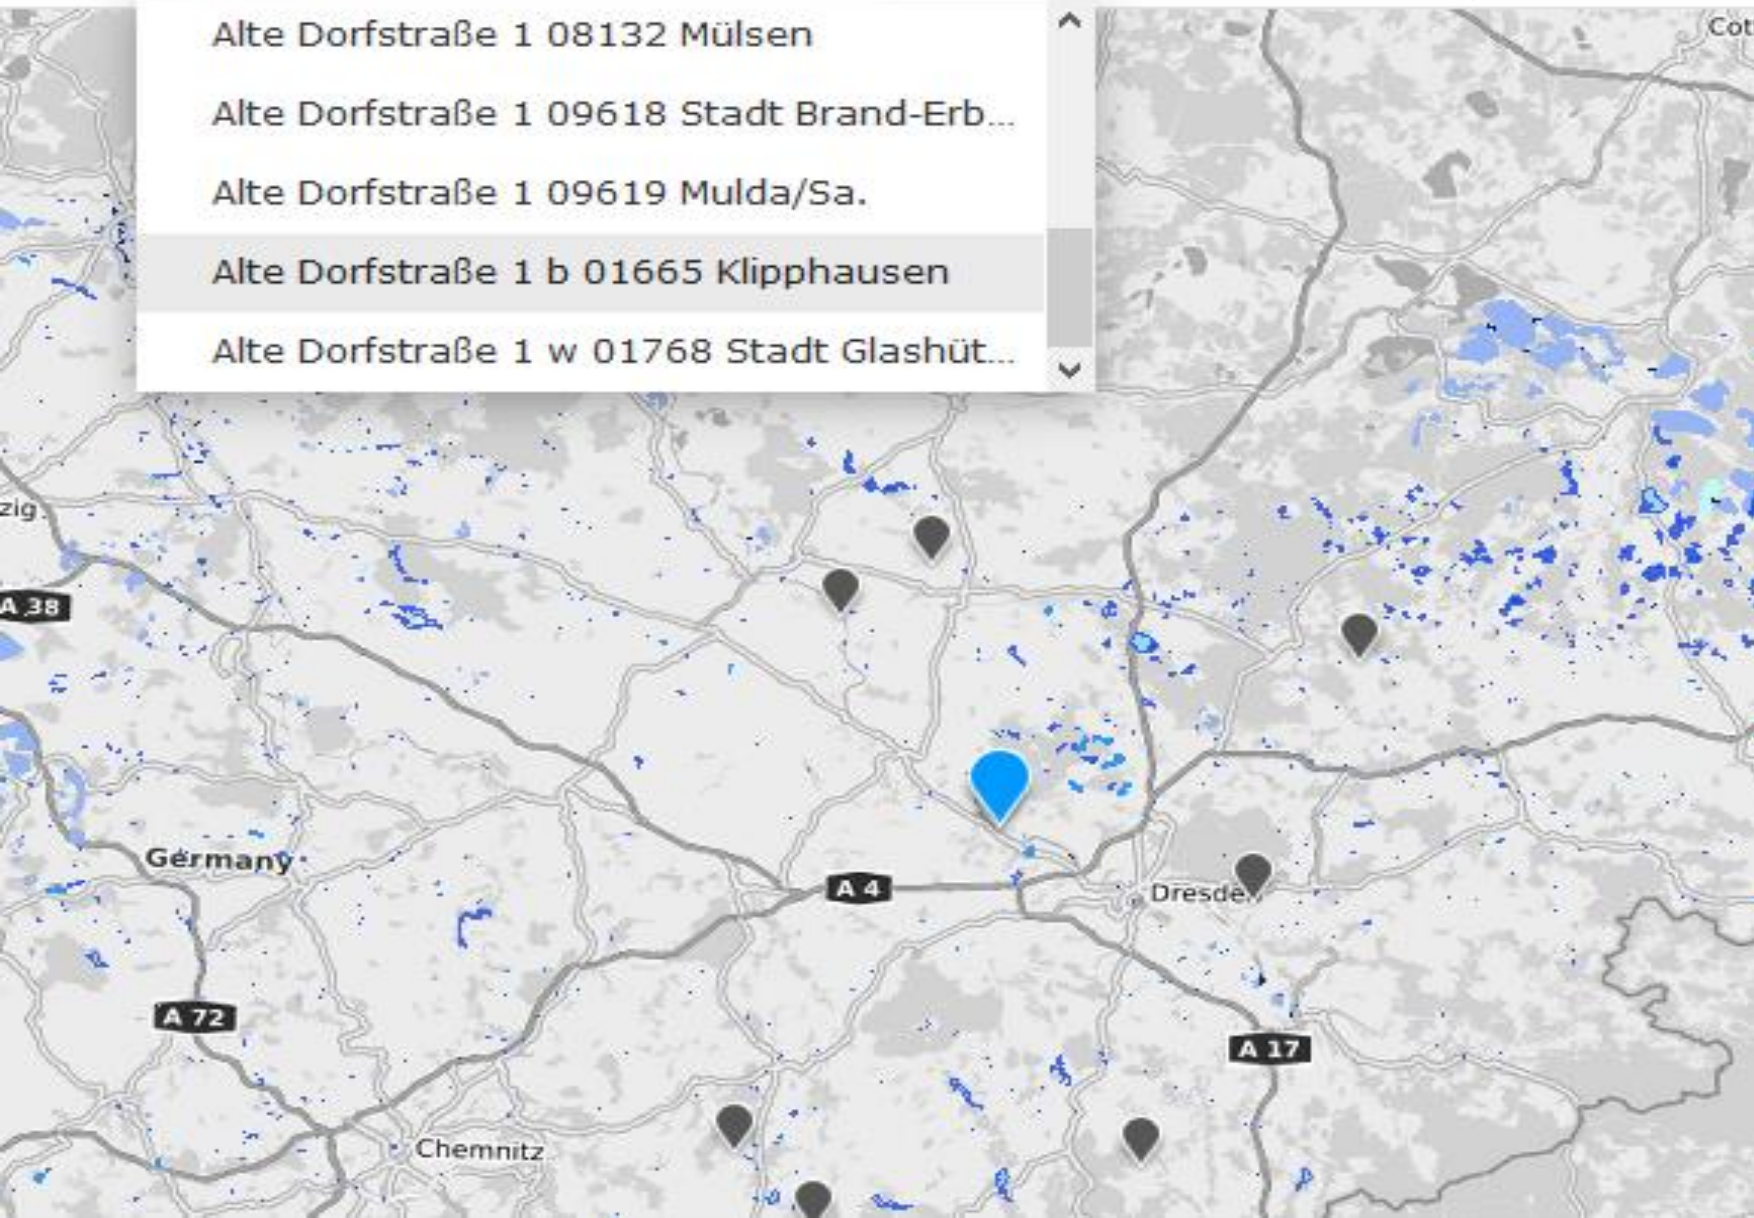 Alte Dorfstraße 1 08132 Mülsen
Cot
Alte Dorfstraße 1 09618 Stadt Brand-Erb...
Alte Dorfstraße 1 09619 Mulda/Sa.
Alte Dorfstraße 1 b 01665 Klipphausen
Alte Dorfstraße 1 w 01768 Stadt Glashüt...
zig
A 38
Germany
A 4
Dresden
A 72
A 17
Chemnitz